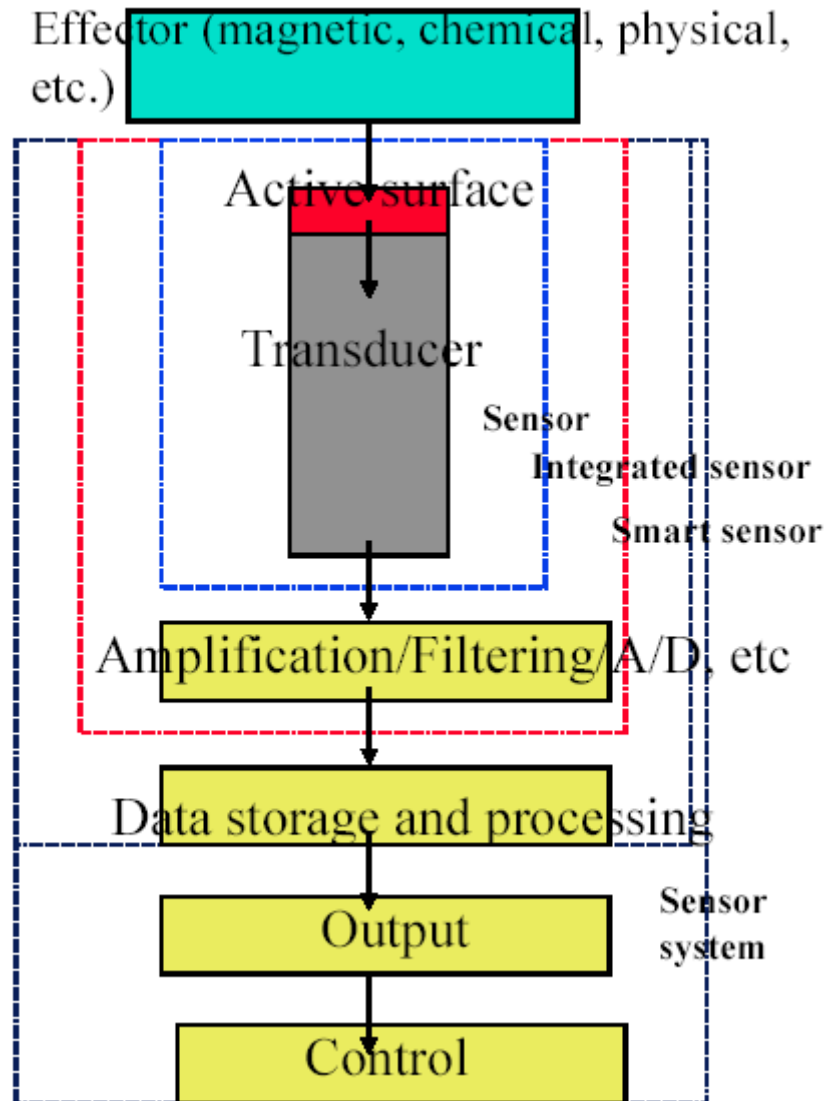 Effector (magnetic, chemical, physical,
etc.)
Active surface
Transducer
Sensor
Integrated sensor
Smart sensor
Amplification/Filtering/A/D, etc
Data storage and processing
Sensor
system
Output
Control